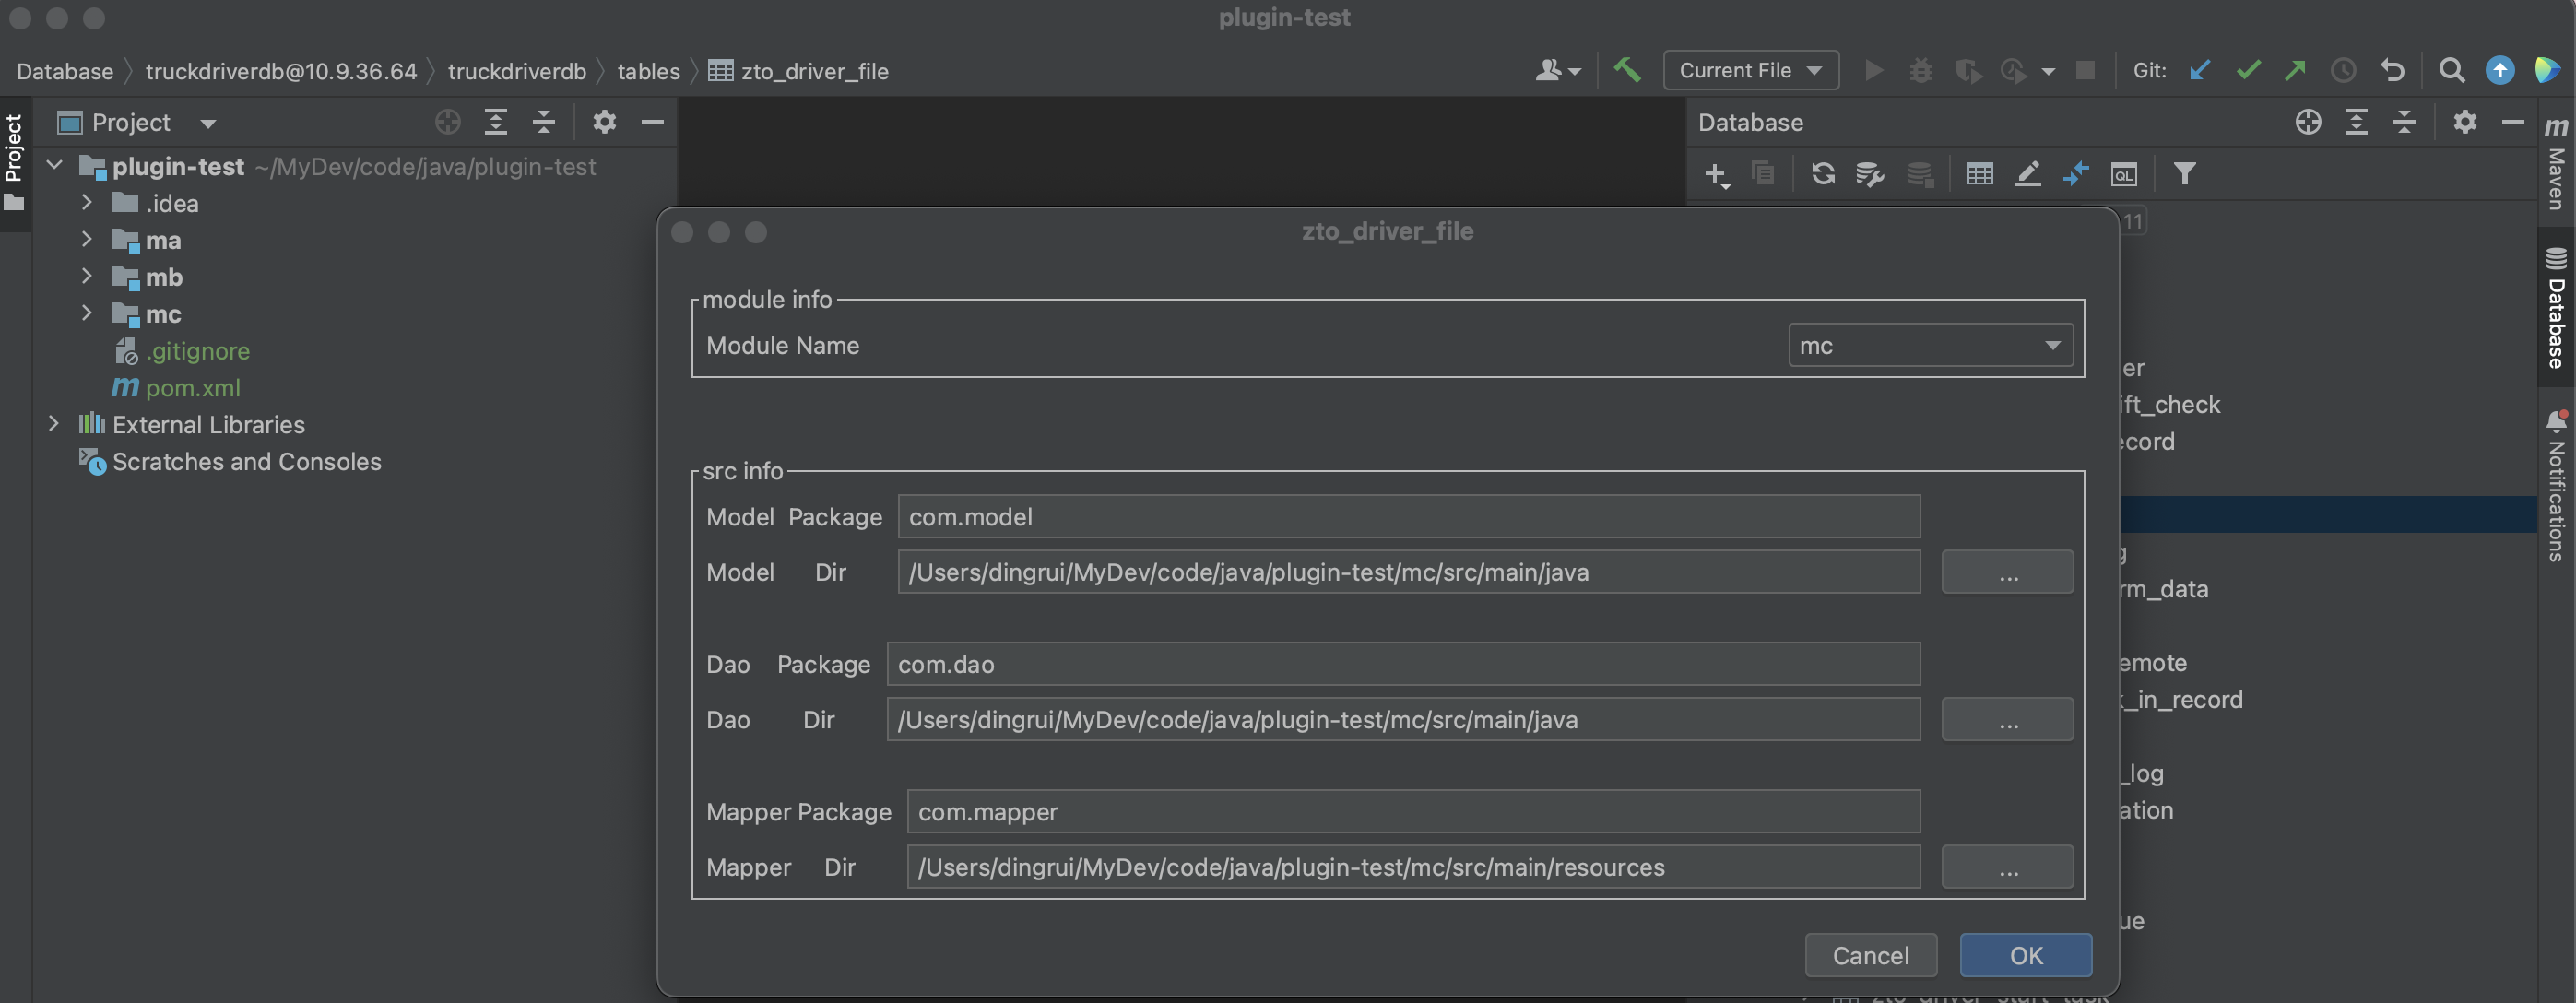 plugin-test
Database truckdriverdb@10.9.36.64 truckdriverdb tables zto_driver_file Current File Git:
Project
Project
plugin-test ~/MyDev/code/java/plugin-test
.idea
ma
mb
mc
.gitignore
m pom.xml
External Libraries
Scratches and Consoles
zto_driver_file
module info
Module Name mc
src info
Model Package com.model
Model Dir /Users/dingrui/MyDev/code/java/plugin-test/mc/src/main/java ...
Dao Package com.dao
Dao Dir /Users/dingrui/MyDev/code/java/plugin-test/mc/src/main/java ...
Mapper Package com.mapper
Mapper Dir /Users/dingrui/MyDev/code/java/plugin-test/mc/src/main/resources ...
Cancel OK
Database
QL
11
er
ift_check
ecord
rm_data
emote
_in_record
_log
ation
ue
zto_driver_start_task
m Maven
Database
Notifications